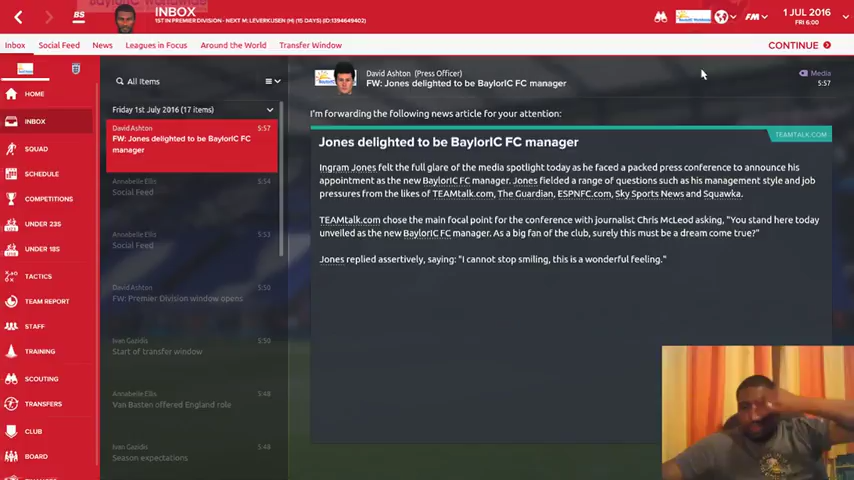 BS
INBOX
1ST IN PREMIER DIVISION - NEXT M: LEVERKUSEN (H) (15 DAYS) (ID:1394649402)
FM
1 JUL 2016
FRI 6:00
Inbox
Social Feed
News
Leagues in Focus
Around the World
Transfer Window
CONTINUE
HOME
INBOX
SQUAD
SCHEDULE
COMPETITIONS
UNDER 23S
UNDER 18S
TACTICS
TEAM REPORT
STAFF
TRAINING
SCOUTING
TRANSFERS
CLUB
BOARD
All Items
Friday 1st July 2016 (17 items)
David Ashton 5:57
FW: Jones delighted to be BaylorIC FC
manager
Annabelle Ellis 5:54
Social Feed
Annabelle Ellis 5:53
Social Feed
David Ashton 5:50
FW: Premier Division window opens
Ivan Gazidis 5:50
Start of transfer window
Annabelle Ellis 5:48
Van Basten offered England role
Ivan Gazidis 5:48
Season expectations
David Ashton (Press Officer)
FW: Jones delighted to be BaylorIC FC manager
Media
5:57
I'm forwarding the following news article for your attention:
TEAMTALK.COM
Jones delighted to be BaylorIC FC manager
Ingram Jones felt the full glare of the media spotlight today as he faced a packed press conference to announce his
appointment as the new BaylorIC FC manager. Jones fielded a range of questions such as his management style and job
pressures from the likes of TEAMtalk.com, The Guardian, ESPNFC.com, Sky Sports News and Squawka.
TEAMtalk.com chose the main focal point for the conference with journalist Chris McLeod asking, "You stand here today
unveiled as the new BaylorIC FC manager. As a big fan of the club, surely this must be a dream come true?"
Jones replied assertively, saying: "I cannot stop smiling, this is a wonderful feeling."